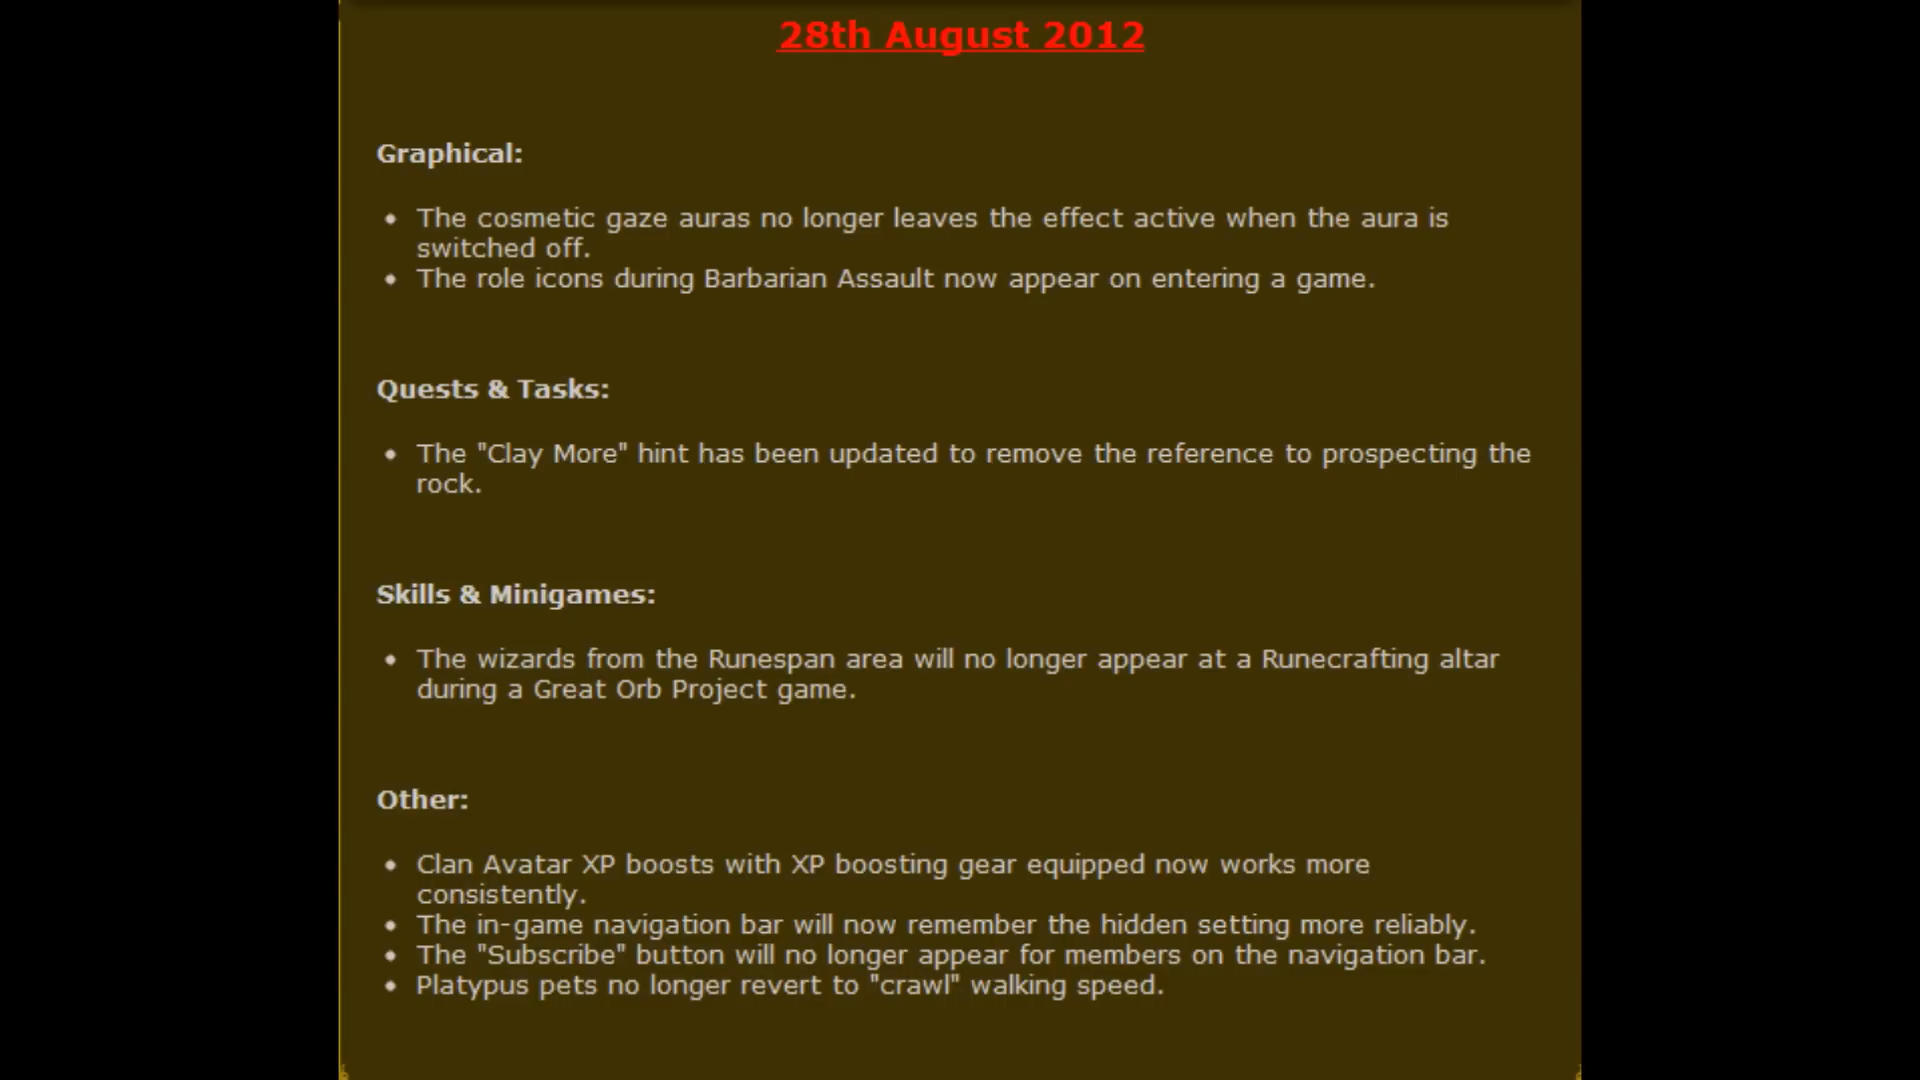 28th August 2012
Graphical:
• The cosmetic gaze auras no longer leaves the effect active when the aura is
switched off.
• The role icons during Barbarian Assault now appear on entering a game.
Quests & Tasks:
• The "Clay More" hint has been updated to remove the reference to prospecting the
rock.
Skills & Minigames:
• The wizards from the Runespan area will no longer appear at a Runecrafting altar
during a Great Orb Project game.
Other:
• Clan Avatar XP boosts with XP boosting gear equipped now works more
consistently.
• The in-game navigation bar will now remember the hidden setting more reliably.
• The "Subscribe" button will no longer appear for members on the navigation bar.
• Platypus pets no longer revert to "crawl" walking speed.